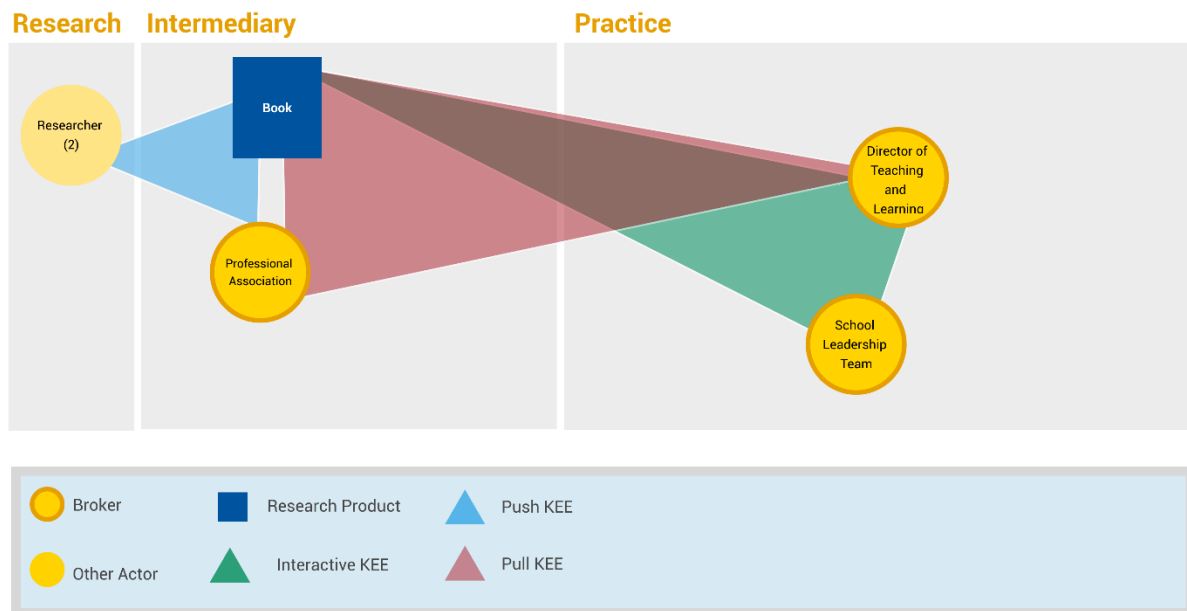 Research
Intermediary
Practice
Researcher
(2)
Book
Professional
Association
Director of
Teaching
and
Learning
School
Leadership
Team
Broker
Research Product
Push KEE
Other Actor
Interactive KEE
Pull KEE